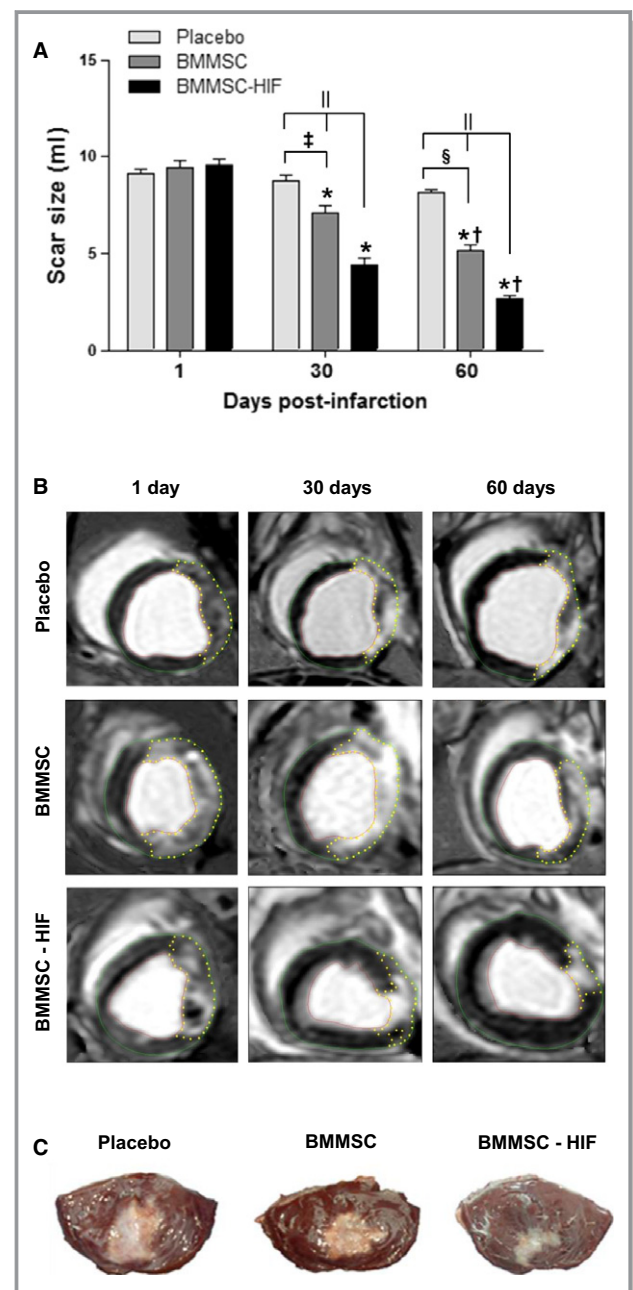 A
Placebo
BMMSC
BMMSC-HIF
Scar size (ml)
15
10
5
0
||
‡
*
*
||
§
*†
*†
1 30 60
Days post-infarction
B
1 day 30 days 60 days
Placebo
BMMSC
BMMSC - HIF
C
Placebo BMMSC BMMSC - HIF